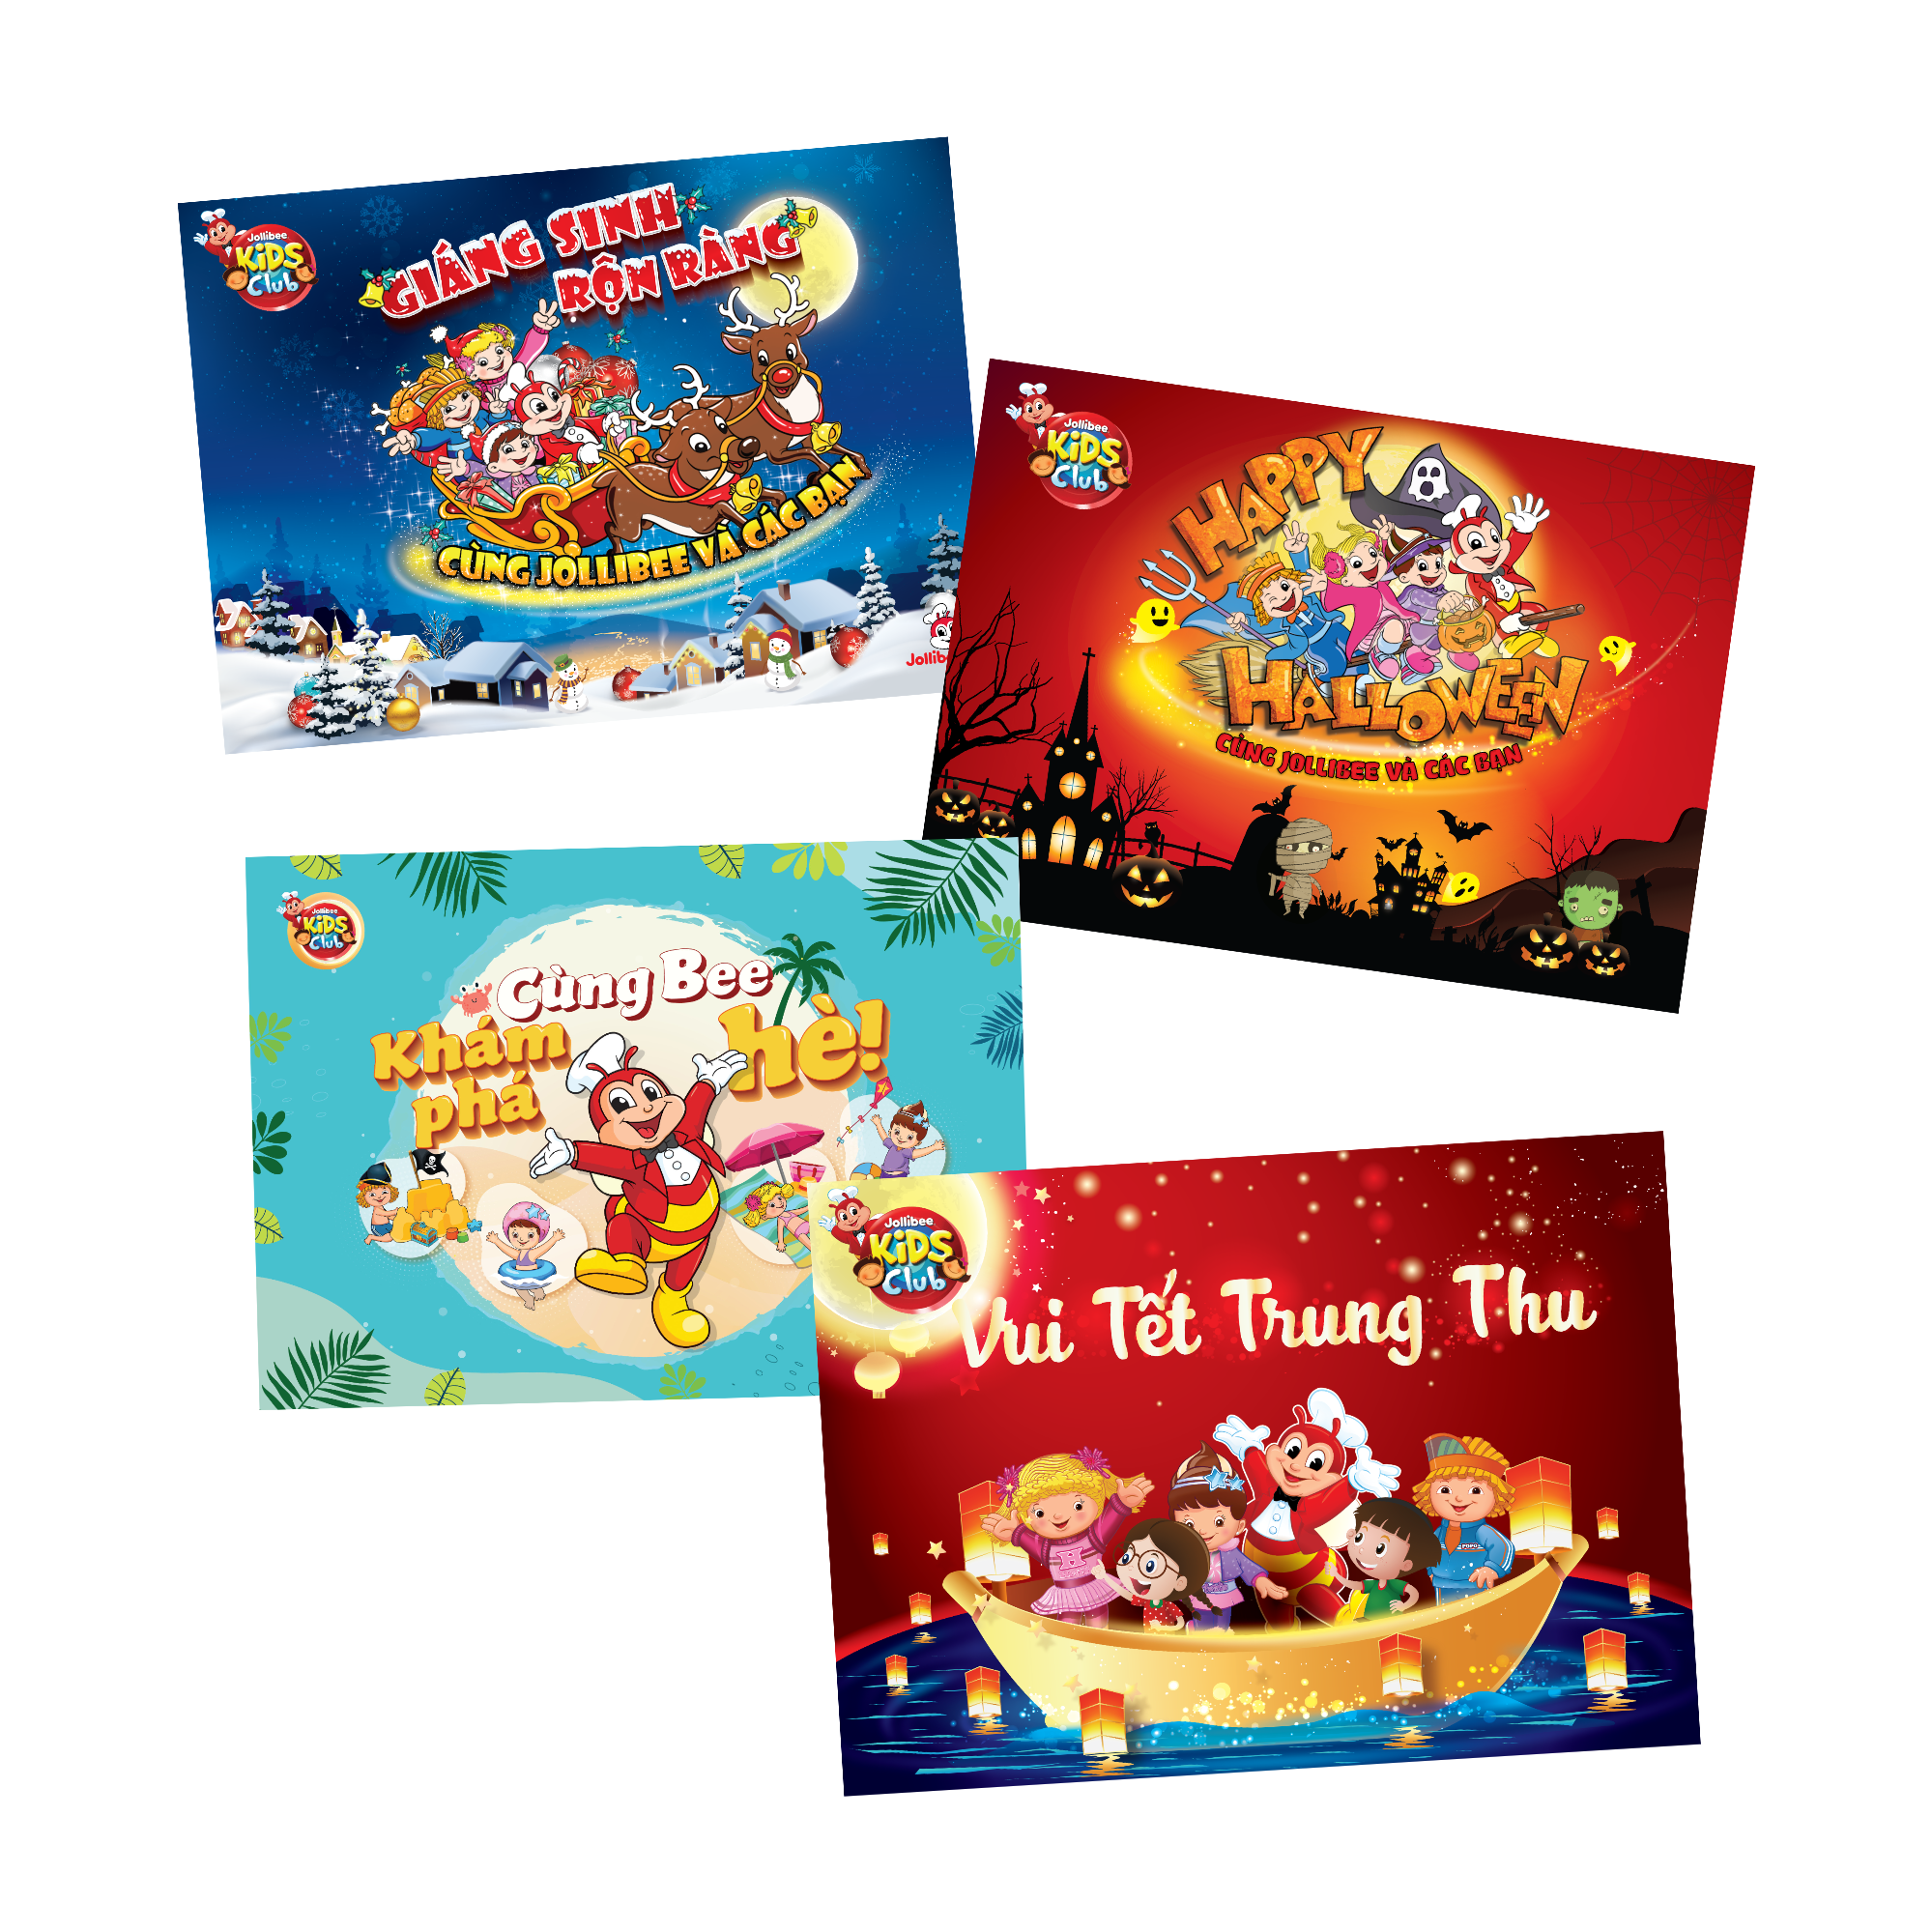 Jollibee
KiDS
Club
GIÁNG SINH
RỘN RÀNG
CÙNG JOLLIBEE VÀ CÁC BẠN
Jollibee
KiDS
Club
HAPPY
HALLOWEEN
CÙNG JOLLIBEE VÀ CÁC BẠN
Jollibee
KiDS
Club
Cùng Bee
Khám
phá
hè!
Jollibee
KiDS
Club
Vui Tết Trung Thu
H
POPO